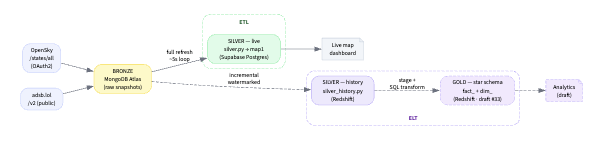 OpenSky
/states/all
(OAuth2)
adsb.lol
/v2 (public)
BRONZE
MongoDB Atlas
(raw snapshots)
full refresh
~5s loop
ETL
SILVER — live
silver.py → map1
(Supabase Postgres)
Live map
dashboard
incremental
watermarked
SILVER — history
silver_history.py
(Redshift)
stage +
SQL transform
GOLD — star schema
fact_ + dim_
(Redshift · draft #33)
Analytics
(draft)
ELT